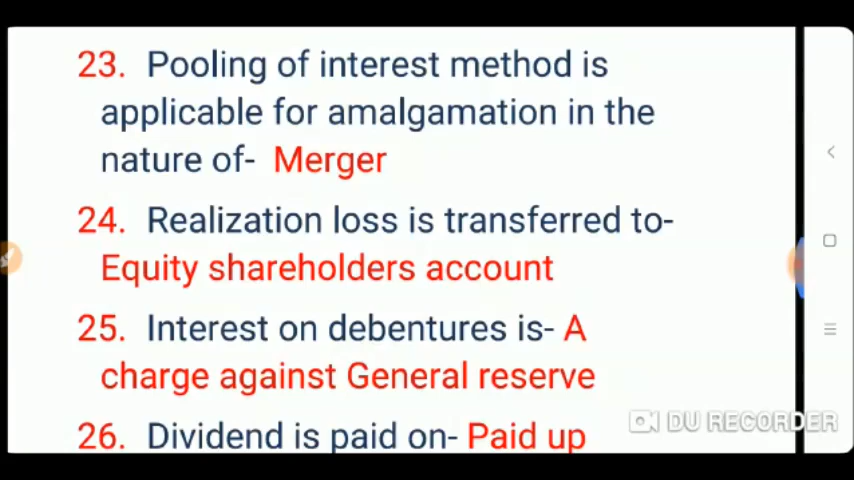 23. Pooling of interest method is
applicable for amalgamation in the
nature of- Merger
24. Realization loss is transferred to-
Equity shareholders account
25. Interest on debentures is- A
charge against General reserve
26. Dividend is paid on- Paid up
DU RECORDER